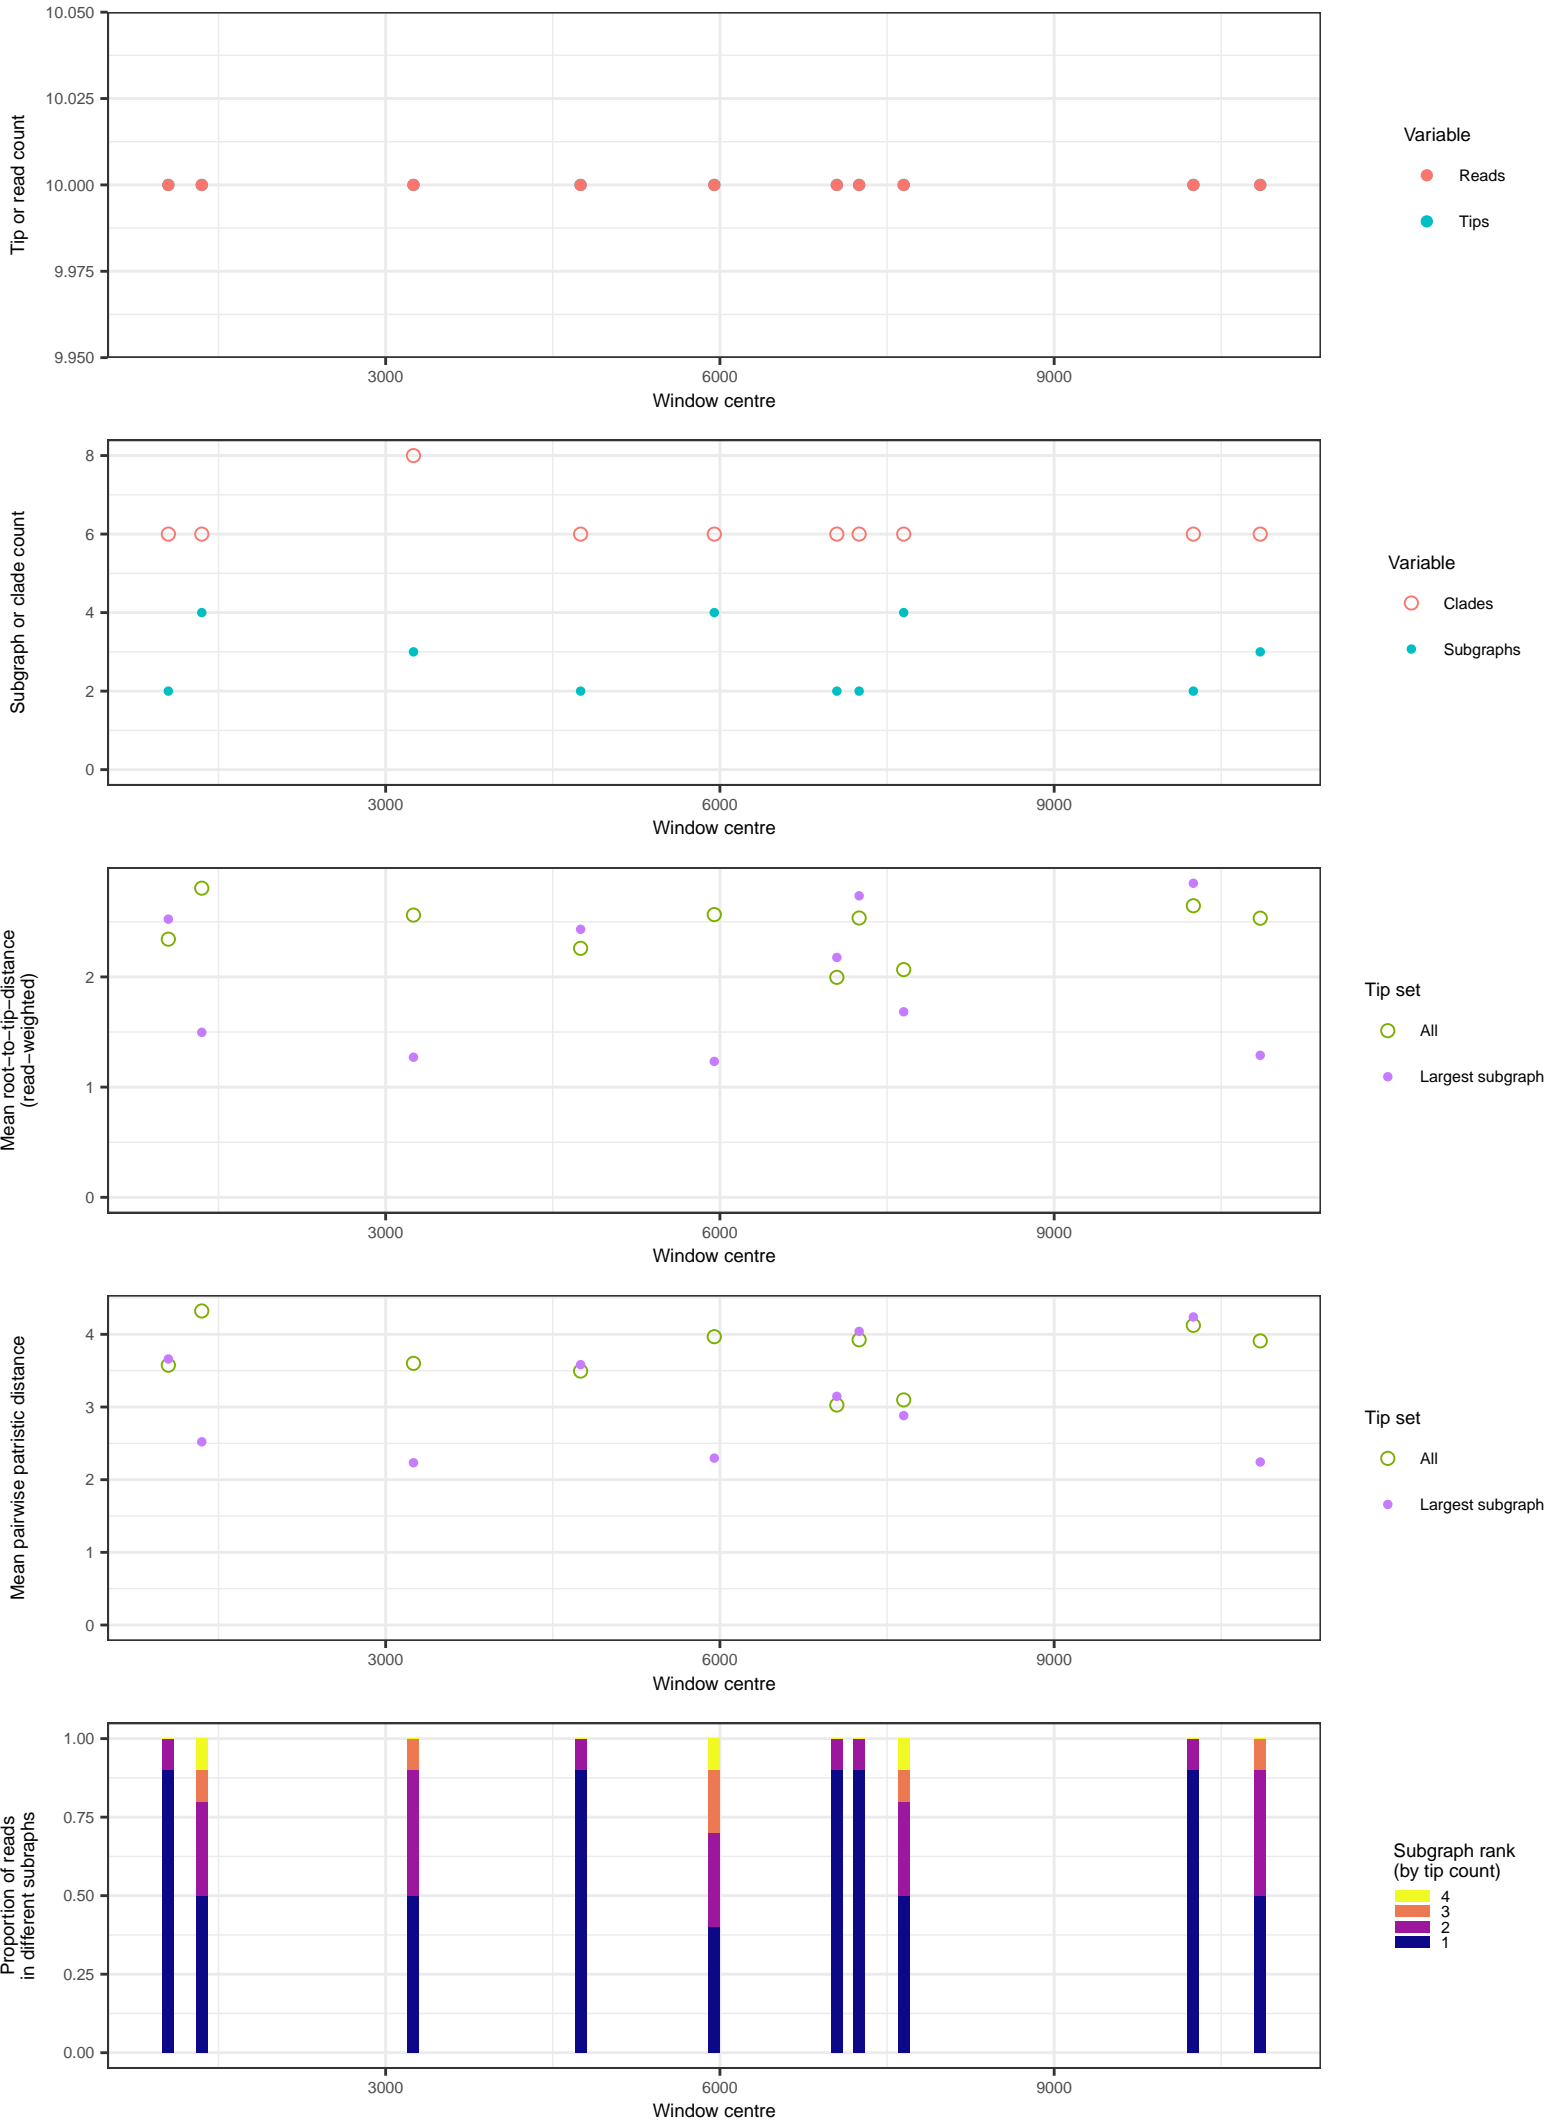 10.050
10.025
10.000
9.975
9.950
Tip or read count
3000
6000
9000
Window centre
Variable
Reads
Tips
8
6
4
2
0
Subgraph or clade count
3000
6000
9000
Window centre
Variable
Clades
Subgraphs
2
1
0
Mean root−to−tip−distance
(read−weighted)
3000
6000
9000
Window centre
Tip set
All
Largest subgraph
4
3
2
1
0
Mean pairwise patristic distance
3000
6000
9000
Window centre
Tip set
All
Largest subgraph
1.00
0.75
0.50
0.25
0.00
Proportion of reads
in different subraphs
3000
6000
9000
Window centre
Subgraph rank
(by tip count)
4
3
2
1